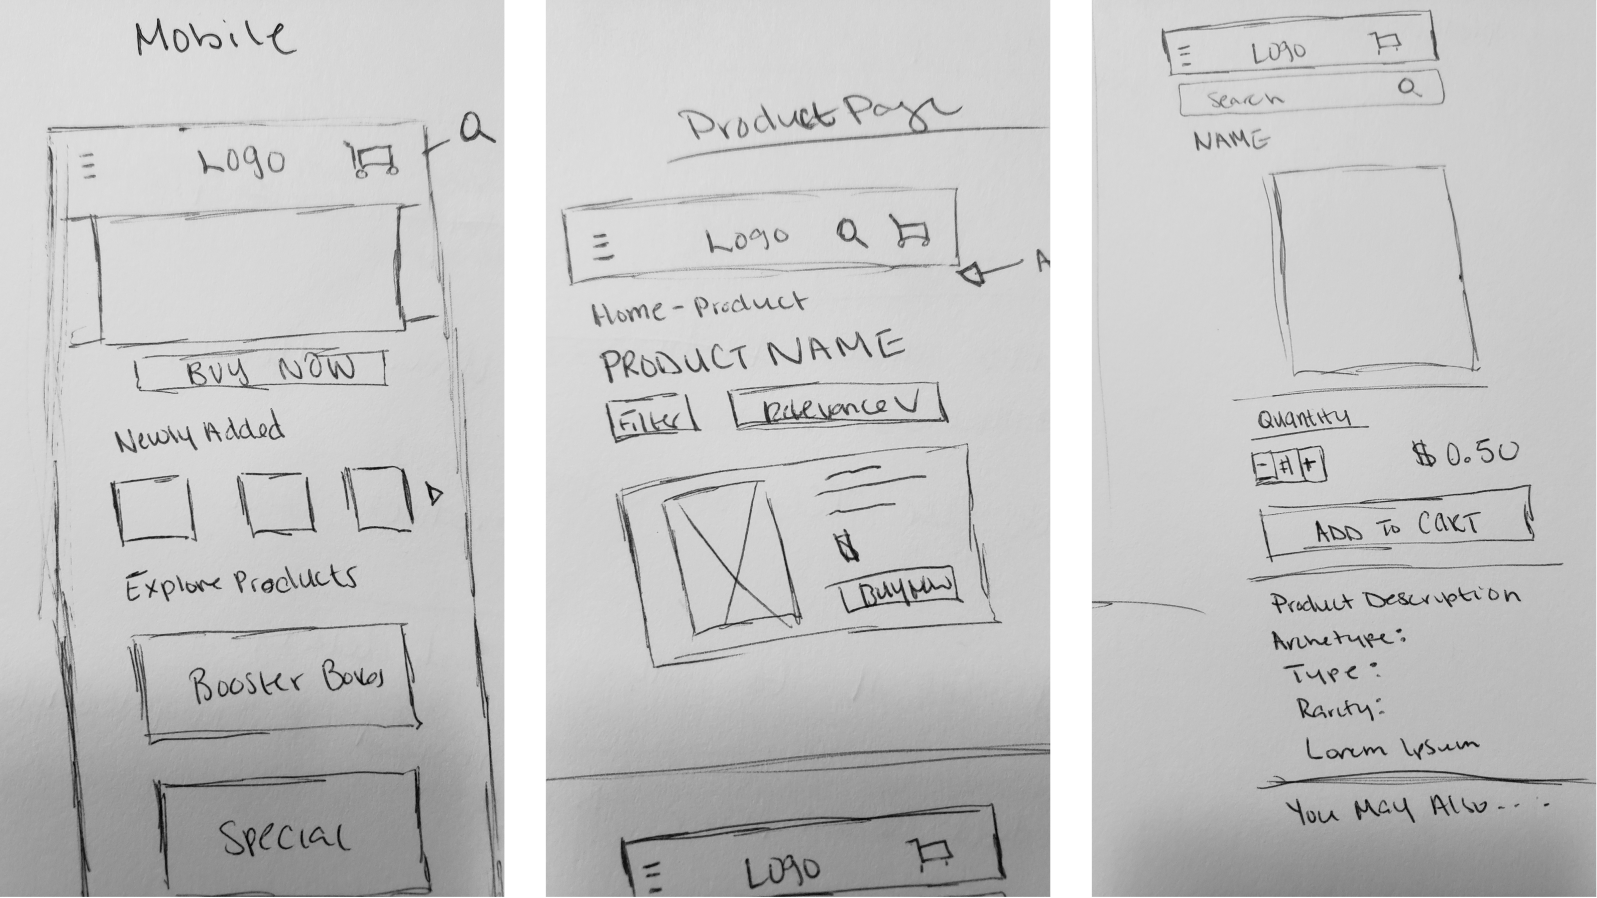 Mobile
Logo
BUY NOW
Newly Added
Explore Products
Booster Boxes
Special
Product Page
Logo
Home - Product
PRODUCT NAME
Filter
Relevance V
$
Buy Now
Logo
Logo
Search
NAME
Quantity
- # +
$ 0.50
ADD TO CART
Product Description
Archetype:
Type:
Rarity:
Lorem Ipsum
You May Also ....